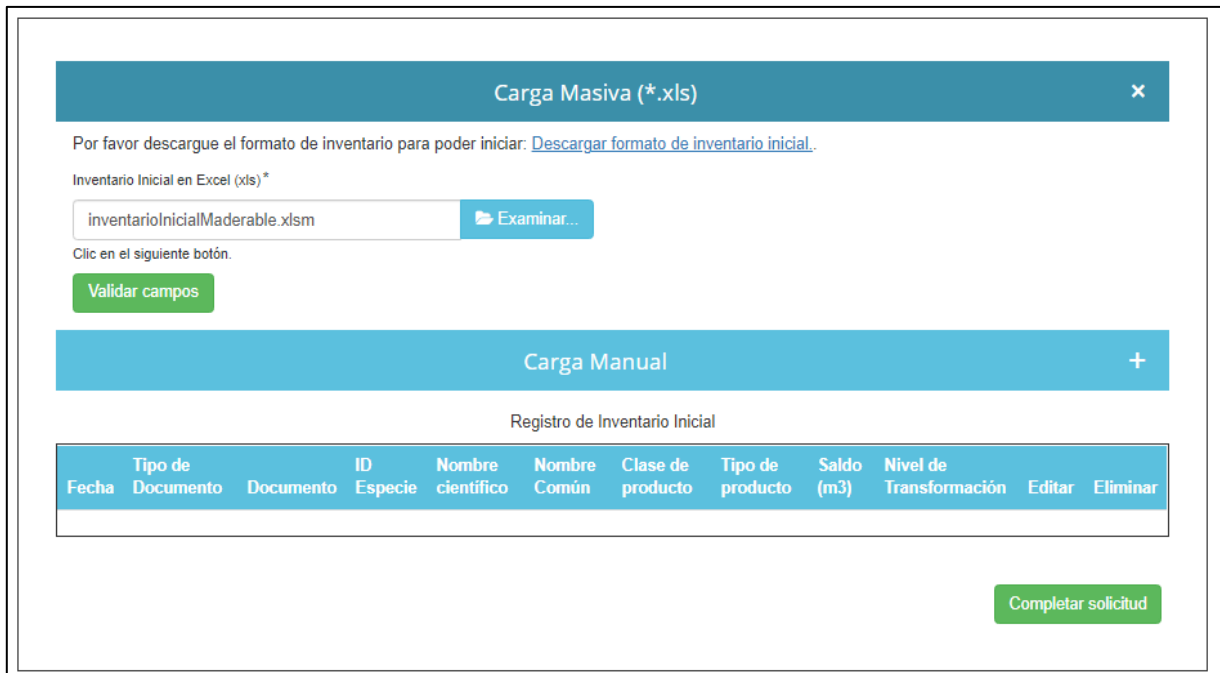 Carga Masiva (*.xls) ×
Por favor descargue el formato de inventario para poder iniciar: Descargar formato de inventario inicial..
Inventario Inicial en Excel (xls)*
inventarioInicialMaderable.xlsm Examinar...
Clic en el siguiente botón.
Validar campos
Carga Manual +
Registro de Inventario Inicial
Fecha Tipo de Documento Documento ID Especie Nombre científico Nombre Común Clase de producto Tipo de producto Saldo (m3) Nivel de Transformación Editar Eliminar
Completar solicitud